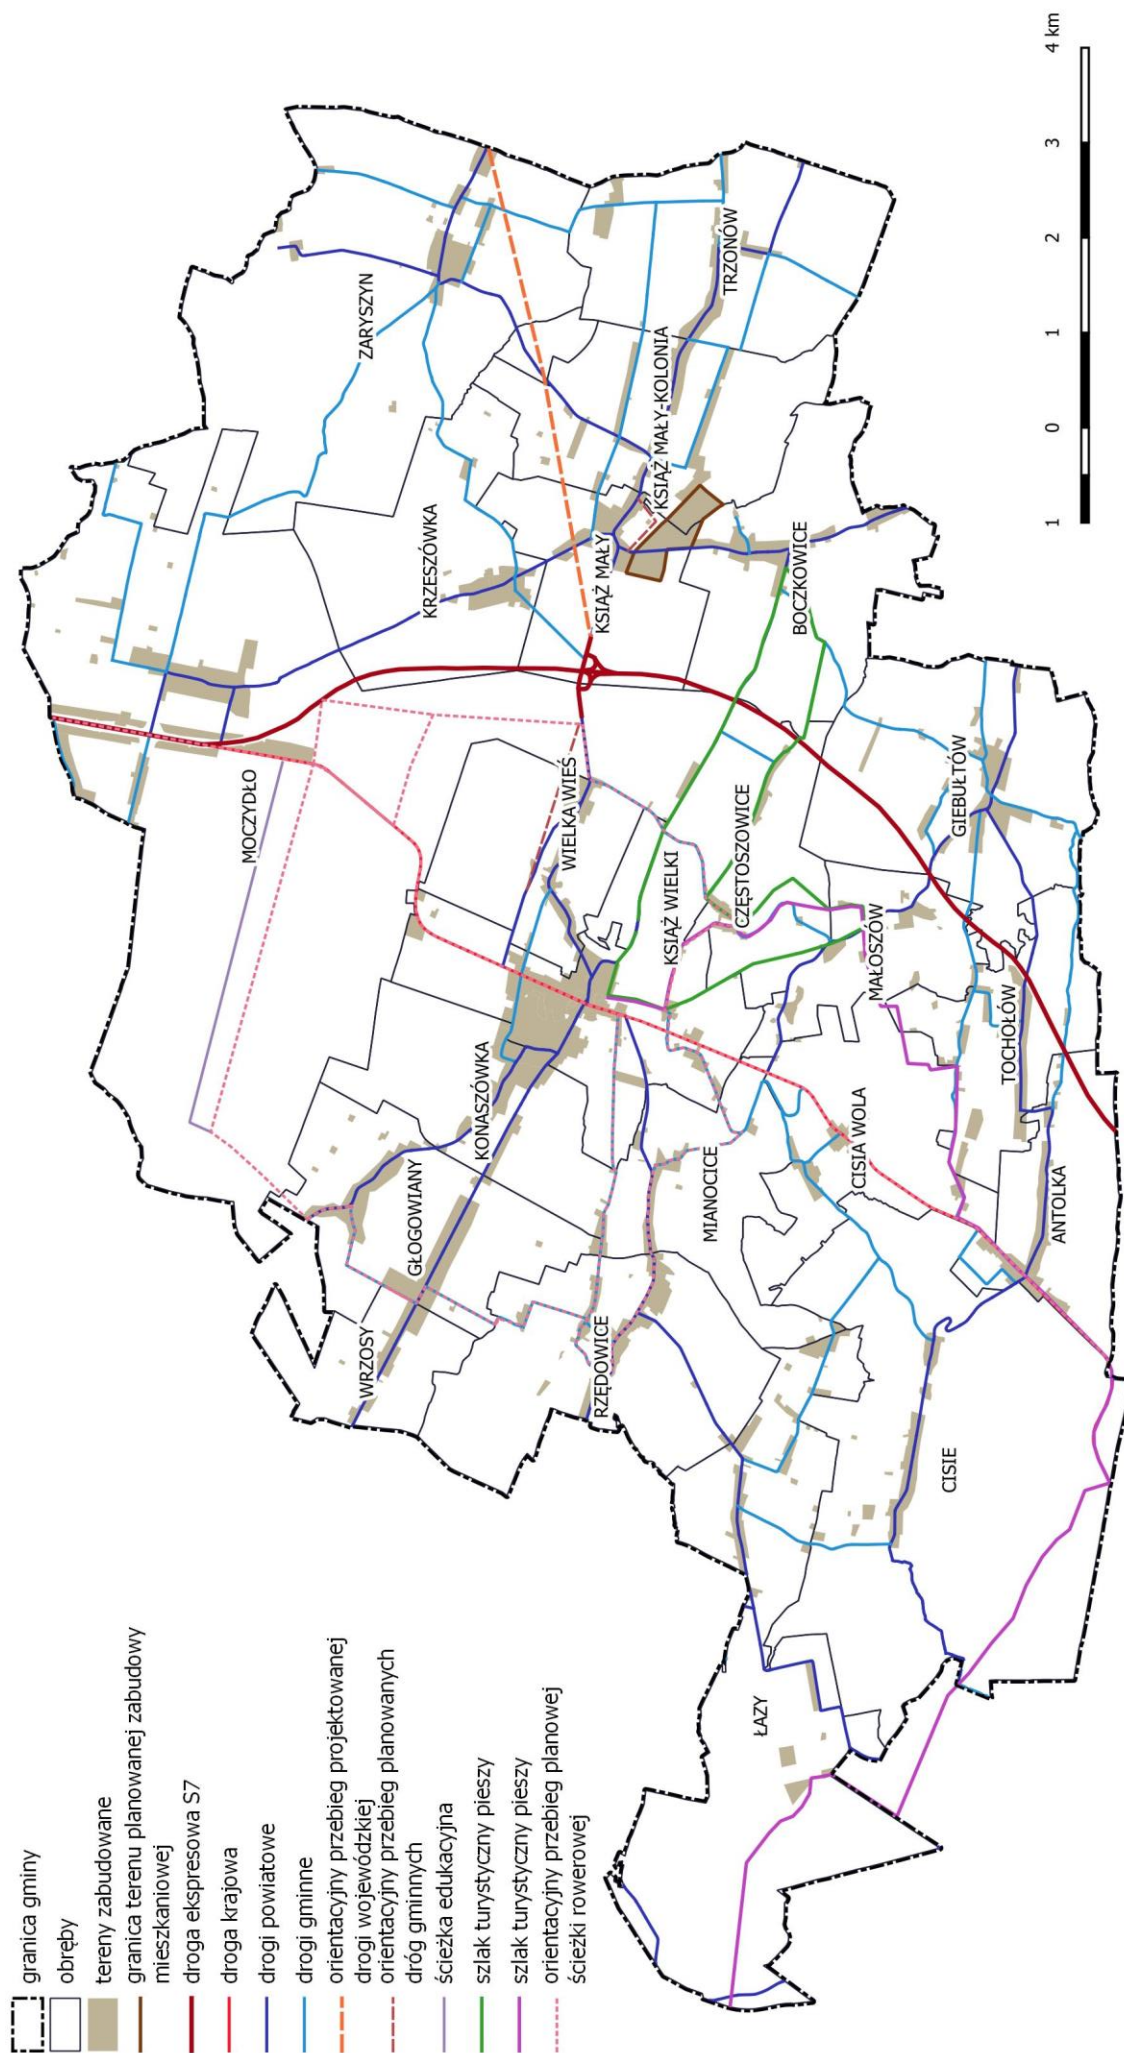 granica gminy
obręby
tereny zabudowane
granica terenu planowanej zabudowy
mieszkaniowej
droga ekspresowa S7
droga krajowa
drogi powiatowe
drogi gminne
orientacyjny przebieg projektowanej
drogi wojewódzkiej
orientacyjny przebieg planowanych
dróg gminnych
ścieżka edukacyjna
szlak turystyczny pieszy
szlak turystyczny pieszy
orientacyjny przebieg planowej
ścieżki rowerowej
MOCZYDŁO
ZARYSZYN
KRZESZÓWKA
WRZOSY
GŁOGOWIANY
KONASZÓWKA
WIELKA WIEŚ
KSIĄŻ MAŁY
KSIĄŻ MAŁY-KOLONIA
TRZONÓW
RZĘDOWICE
KSIĄŻ WIELKI
MIANOCICE
CZĘSTOSZOWICE
BOCZKOWICE
ŁAZY
CISIA WOLA
MAŁOSZÓW
GIEBUŁTÓW
CISIE
TOCHOŁÓW
ANTOLKA
1 0 1 2 3 4 km